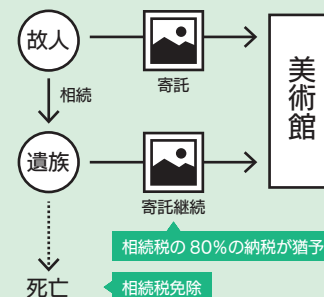 故人
寄託
相続
美術館
遺族
寄託継続
相続税の80%の納税が猶予
死亡
相続税免除